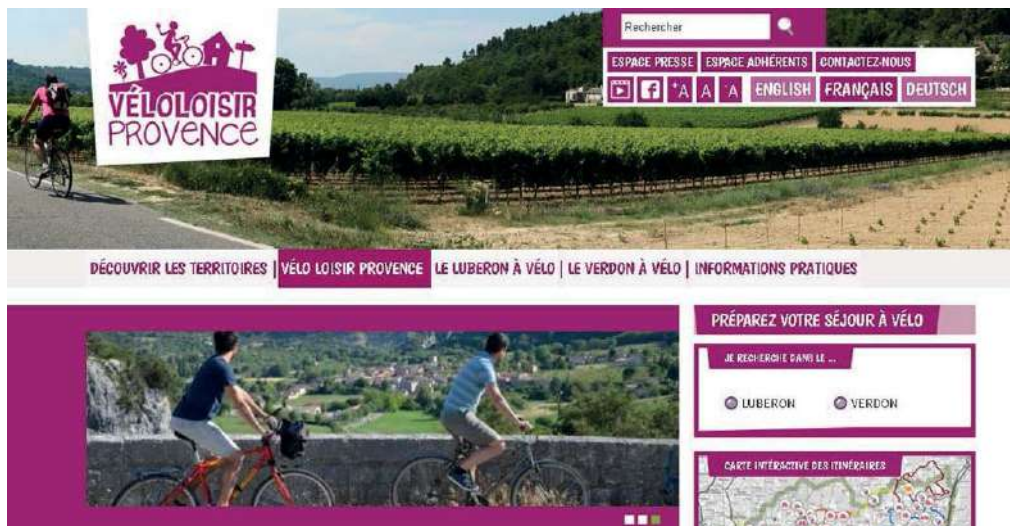 Rechercher
ESPACE PRESSE ESPACE ADHÉRENTS CONTACTEZ-NOUS
+A A -A ENGLISH FRANÇAIS DEUTSCH
VÉLOLOISIR
PROVENCE
DÉCOUVRIR LES TERRITOIRES | VÉLO LOISIR PROVENCE LE LUBERON À VÉLO | LE VERDON À VÉLO | INFORMATIONS PRATIQUES
PRÉPAREZ VOTRE SÉJOUR À VÉLO
JE RECHERCHE DANS LE ...
LUBERON VERDON
CARTE INTÉRACTIVE DES ITINÉRAIRES